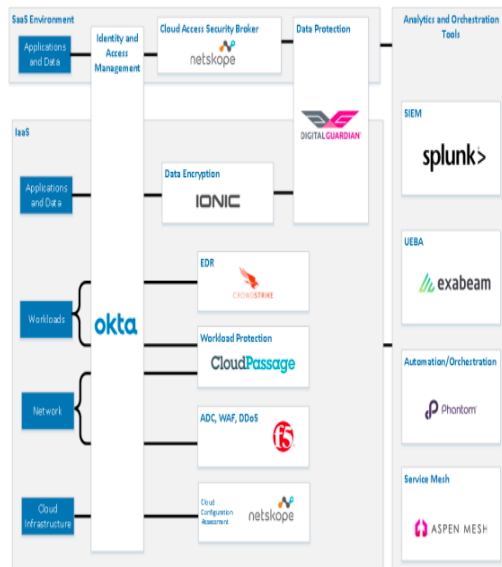 SaaS Environment
Applications
and Data
Identity and
Access
Management
Cloud Access Security Broker
netskope
Data Protection
DIGITALGUARDIAN
Analytics and Orchestration
Tools
SIEM
splunk>
IaaS
Applications
and Data
Data Encryption
IONIC
UEBA
exabeam
EDR
CROWDSTRIKE
Workloads
okta
Workload Protection
CloudPassage
Automation/Orchestration
Phantom
Network
ADC, WAF, DDoS
f5
Service Mesh
ASPEN MESH
Cloud
Infrastructure
Cloud
Configuration
Assessment
netskope